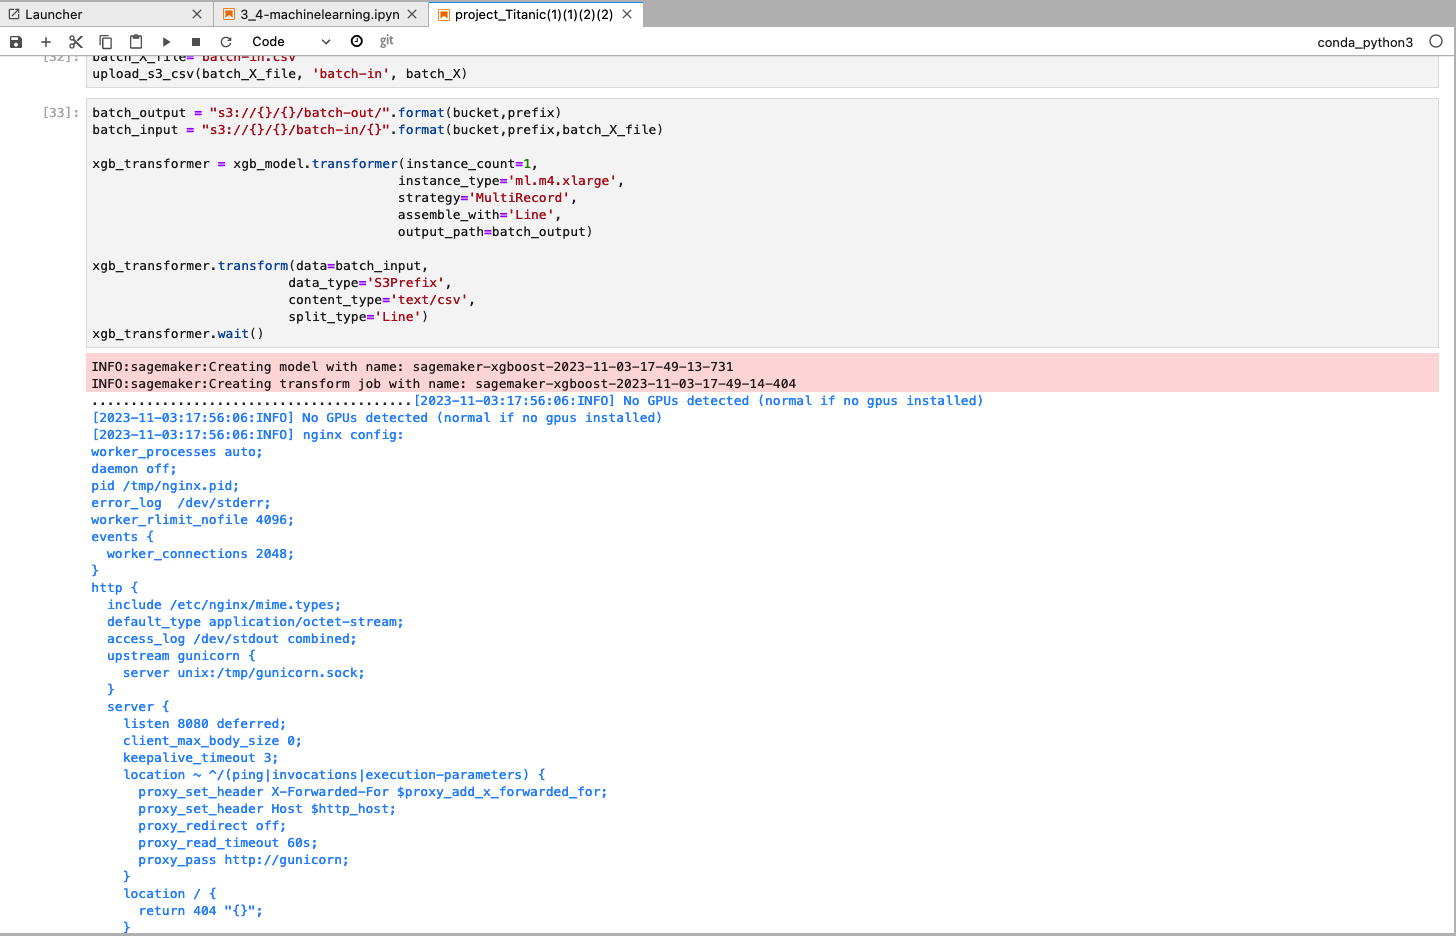 Launcher
3_4-machinelearning.ipyn
project_Titanic(1)(1)(2)(2)
Code
git
conda_python3
[32]:
batch_X_file='batch-in.csv'
upload_s3_csv(batch_X_file, 'batch-in', batch_X)
[33]:
batch_output = "s3://{}/{}/batch-out/".format(bucket,prefix)
batch_input = "s3://{}/{}/batch-in/{}".format(bucket,prefix,batch_X_file)
xgb_transformer = xgb_model.transformer(instance_count=1,
instance_type='ml.m4.xlarge',
strategy='MultiRecord',
assemble_with='Line',
output_path=batch_output)
xgb_transformer.transform(data=batch_input,
data_type='S3Prefix',
content_type='text/csv',
split_type='Line')
xgb_transformer.wait()
INFO:sagemaker:Creating model with name: sagemaker-xgboost-2023-11-03-17-49-13-731
INFO:sagemaker:Creating transform job with name: sagemaker-xgboost-2023-11-03-17-49-14-404
.........................................[2023-11-03:17:56:06:INFO] No GPUs detected (normal if no gpus installed)
[2023-11-03:17:56:06:INFO] No GPUs detected (normal if no gpus installed)
[2023-11-03:17:56:06:INFO] nginx config:
worker_processes auto;
daemon off;
pid /tmp/nginx.pid;
error_log  /dev/stderr;
worker_rlimit_nofile 4096;
events {
worker_connections 2048;
}
http {
include /etc/nginx/mime.types;
default_type application/octet-stream;
access_log /dev/stdout combined;
upstream gunicorn {
server unix:/tmp/gunicorn.sock;
}
server {
listen 8080 deferred;
client_max_body_size 0;
keepalive_timeout 3;
location ~ ^/(ping|invocations|execution-parameters) {
proxy_set_header X-Forwarded-For $proxy_add_x_forwarded_for;
proxy_set_header Host $http_host;
proxy_redirect off;
proxy_read_timeout 60s;
proxy_pass http://gunicorn;
}
location / {
return 404 "{}";
}